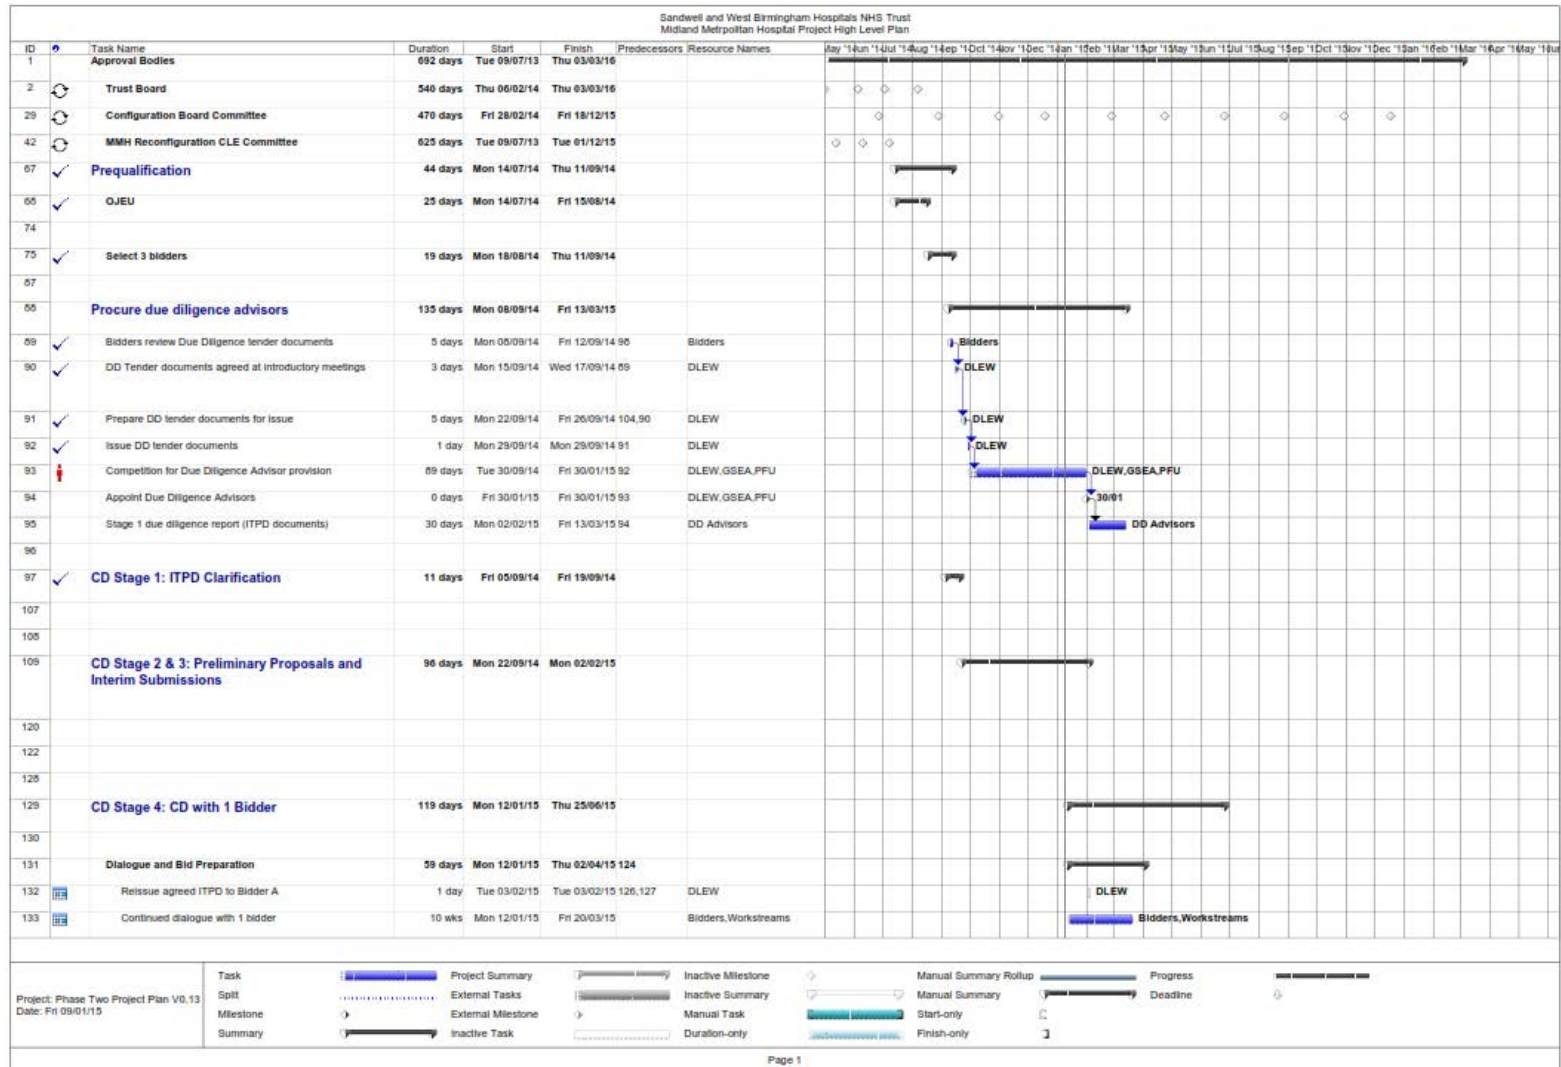 Sandwell and West Birmingham Hospitals NHS Trust
Midland Metrpolitan Hospital Project High Level Plan
ID Task Name Duration Start Finish Predecessors Resource Names
1 Approval Bodies 692 days Tue 09/07/13 Thu 03/03/16
2 Trust Board 540 days Thu 06/02/14 Thu 03/03/16
29 Configuration Board Committee 470 days Fri 28/02/14 Fri 18/12/15
42 MMH Reconfiguration CLE Committee 625 days Tue 09/07/13 Tue 01/12/15
67 Prequalification 44 days Mon 14/07/14 Thu 11/09/14
68 OJEU 25 days Mon 14/07/14 Fri 15/08/14
74
75 Select 3 bidders 19 days Mon 18/08/14 Thu 11/09/14
87
88 Procure due diligence advisors 135 days Mon 08/09/14 Fri 13/03/15
89 Bidders review Due Diligence tender documents 5 days Mon 08/09/14 Fri 12/09/14 98 Bidders Bidders
90 DD Tender documents agreed at introductory meetings 3 days Mon 15/09/14 Wed 17/09/14 89 DLEW DLEW
91 Prepare DD tender documents for issue 5 days Mon 22/09/14 Fri 26/09/14 104,90 DLEW DLEW
92 Issue DD tender documents 1 day Mon 29/09/14 Mon 29/09/14 91 DLEW DLEW
93 Competition for Due Diligence Advisor provision 89 days Tue 30/09/14 Fri 30/01/15 92 DLEW,GSEA,PFU DLEW,GSEA,PFU
94 Appoint Due Diligence Advisors 0 days Fri 30/01/15 Fri 30/01/15 93 DLEW,GSEA,PFU 30/01
95 Stage 1 due diligence report (ITPD documents) 30 days Mon 02/02/15 Fri 13/03/15 94 DD Advisors DD Advisors
96
97 CD Stage 1: ITPD Clarification 11 days Fri 05/09/14 Fri 19/09/14
107
108
109 CD Stage 2 & 3: Preliminary Proposals and 96 days Mon 22/09/14 Mon 02/02/15
Interim Submissions
120
122
128
129 CD Stage 4: CD with 1 Bidder 119 days Mon 12/01/15 Thu 25/06/15
130
131 Dialogue and Bid Preparation 59 days Mon 12/01/15 Thu 02/04/15 124
132 Reissue agreed ITPD to Bidder A 1 day Tue 03/02/15 Tue 03/02/15 126,127 DLEW DLEW
133 Continued dialogue with 1 bidder 10 wks Mon 12/01/15 Fri 20/03/15 Bidders,Workstreams Bidders,Workstreams
Project: Phase Two Project Plan V0,13
Date: Fri 09/01/15
Task Project Summary Inactive Milestone Manual Summary Rollup Progress
Split External Tasks Inactive Summary Manual Summary Deadline
Milestone External Milestone Manual Task Start-only
Summary Inactive Task Duration-only Finish-only
Page 1